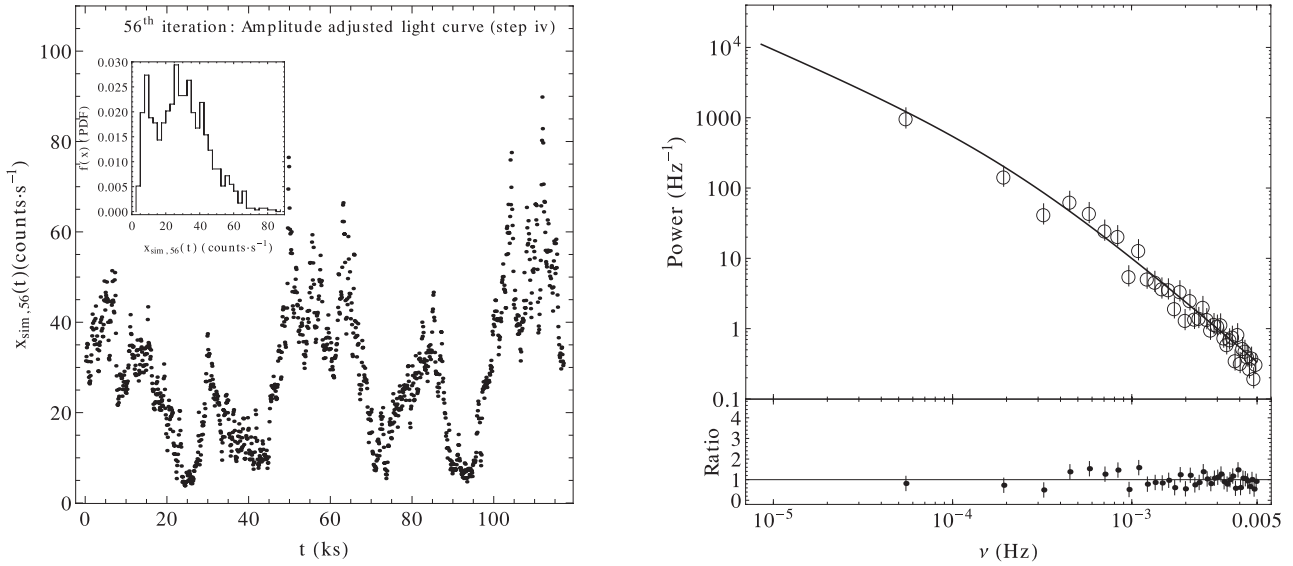 56th iteration: Amplitude adjusted light curve (step iv)
100
80
60
40
20
0
xsim,56(t)(counts·s−1)
0.030
0.025
0.020
0.015
0.010
0.005
0.000
f(x) (PDF)
0 20 40 60 80
xsim,56(t) (counts·s−1)
0 20 40 60 80 100
t (ks)
10^4
1000
100
10
1
0.1
Power (Hz−1)
4
3
2
1
0
Ratio
10−5 10−4 10−3 0.005
ν (Hz)